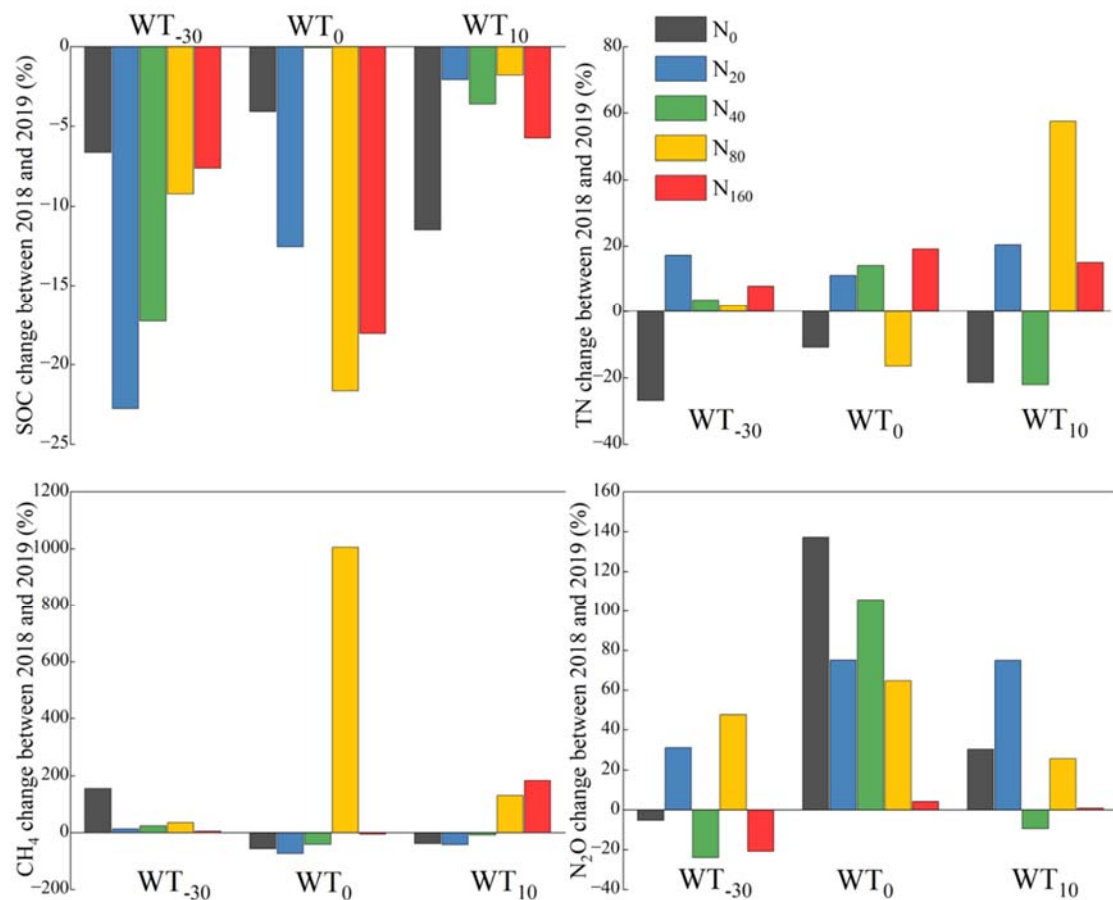 WT-30 WT0 WT10
SOC change between 2018 and 2019 (%)
0
−5
−10
−15
−20
−25
N0
N20
N40
N80
N160
TN change between 2018 and 2019 (%)
80
60
40
20
0
−20
−40
WT-30 WT0 WT10
CH4 change between 2018 and 2019 (%)
1200
1000
800
600
400
200
0
−200
WT-30 WT0 WT10
N2O change between 2018 and 2019 (%)
160
140
120
100
80
60
40
20
0
−20
−40
WT-30 WT0 WT10